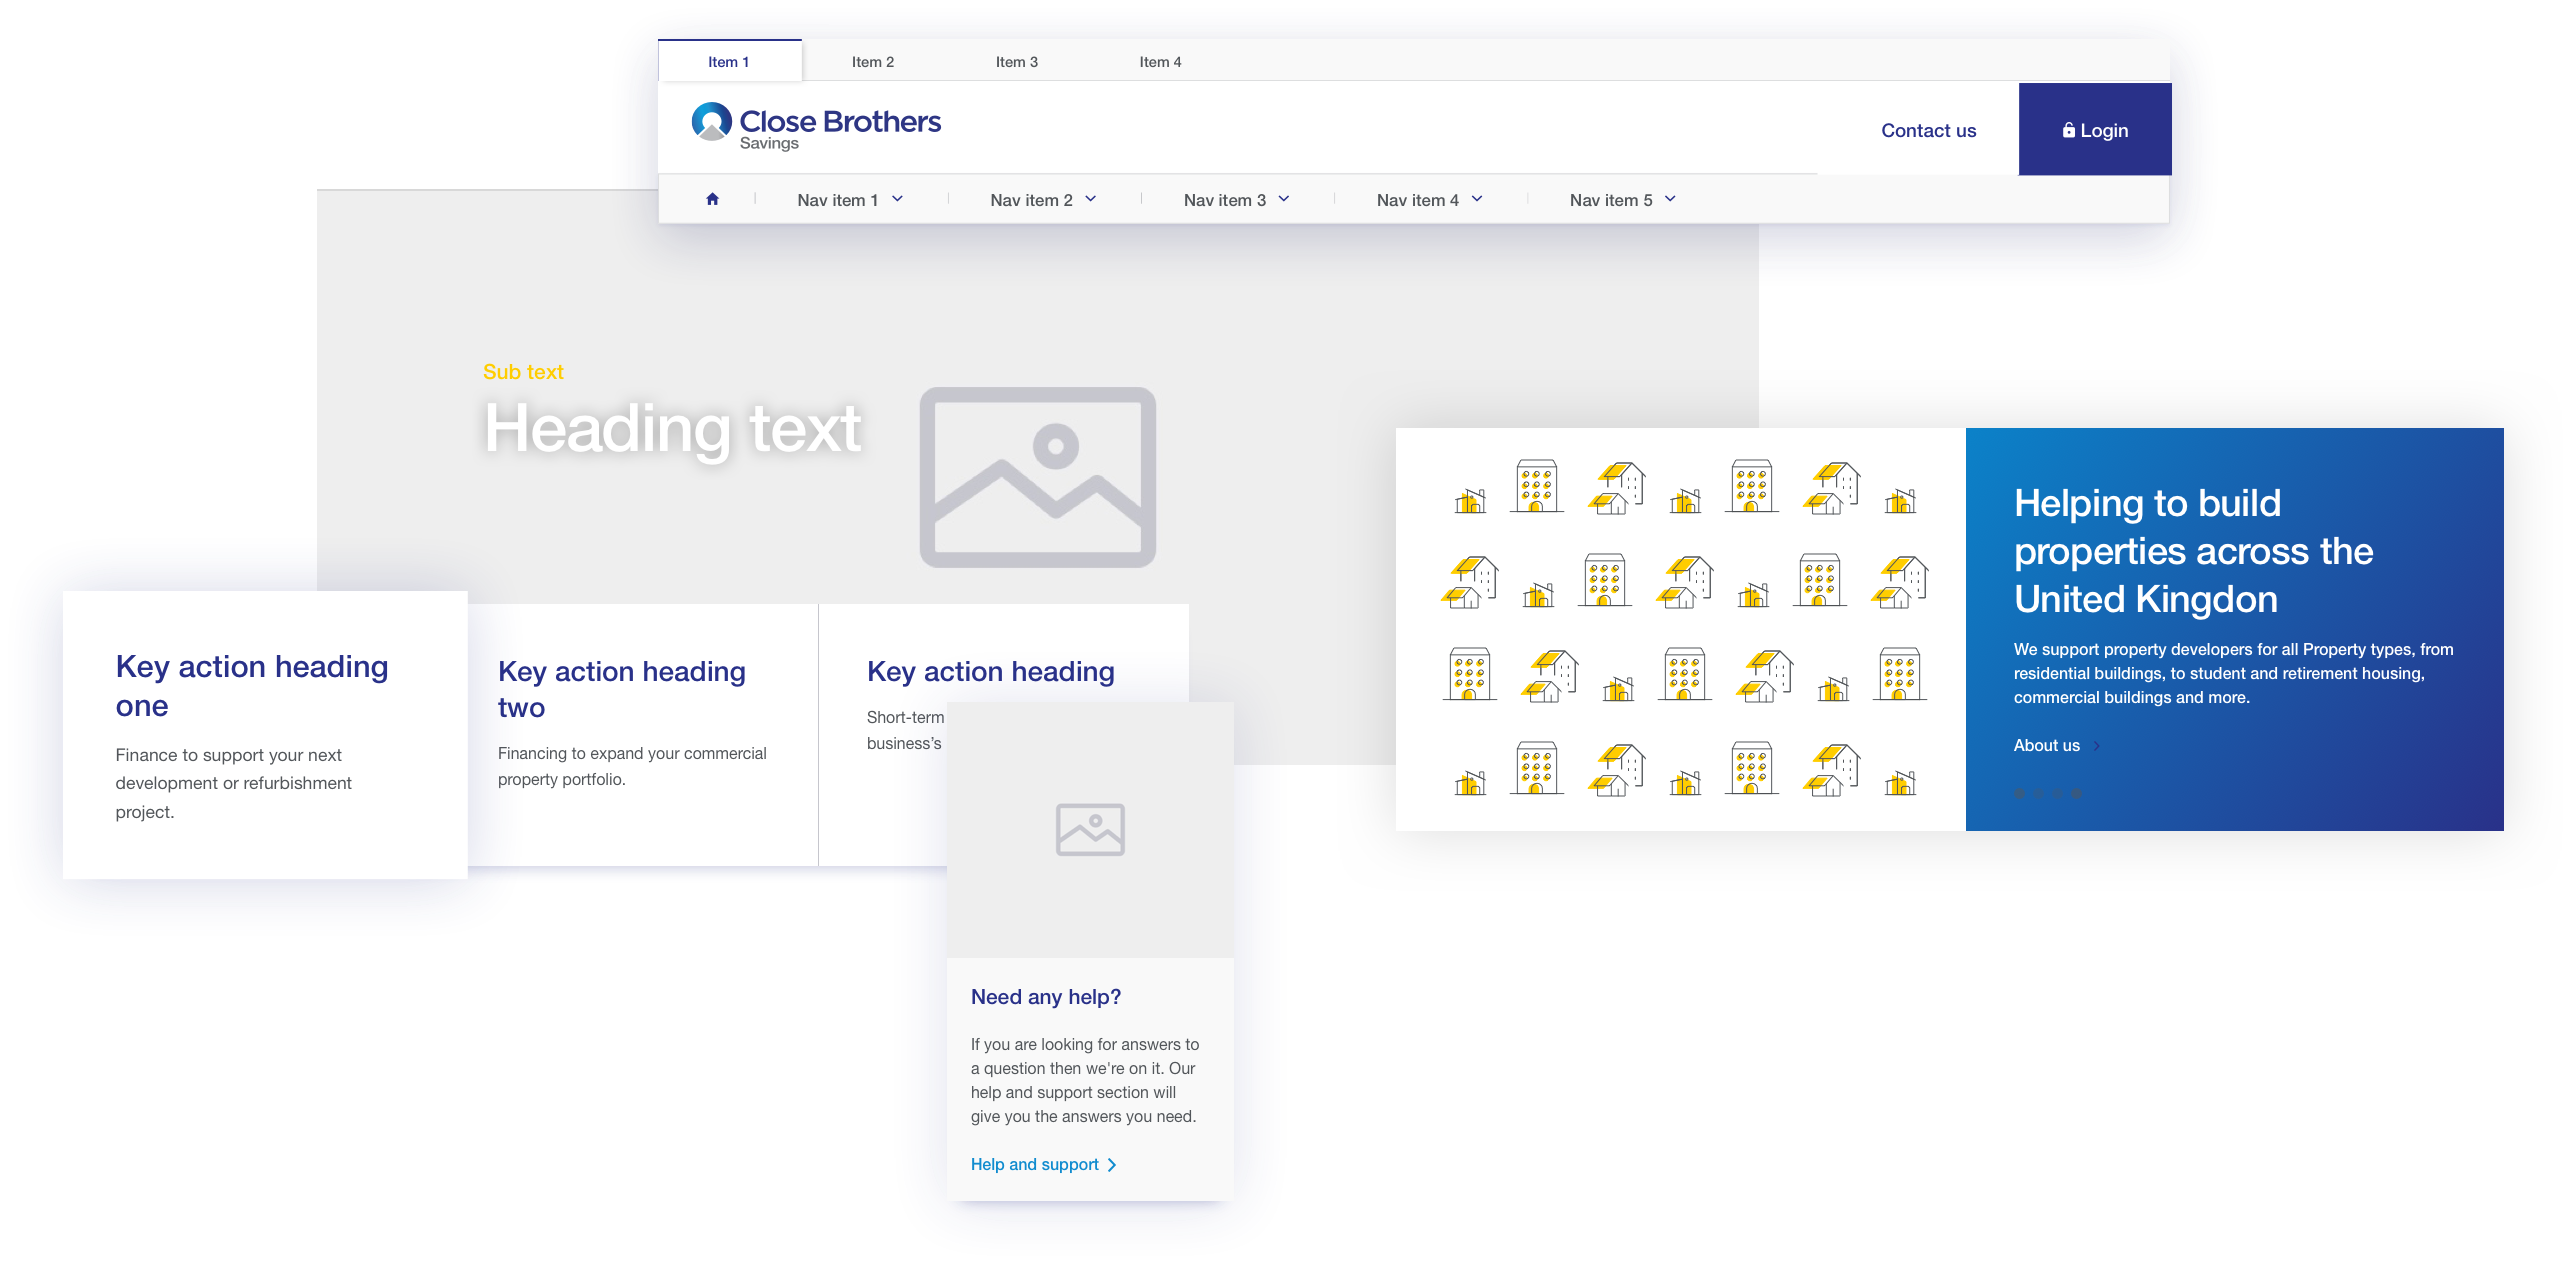 Item 1
Item 2
Item 3
Item 4
Close Brothers
Savings
Contact us
Login
Nav item 1
Nav item 2
Nav item 3
Nav item 4
Nav item 5
Sub text
Heading text
Key action heading
one
Finance to support your next
development or refurbishment
project.
Key action heading
two
Financing to expand your commercial
property portfolio.
Key action heading
Short-term
business’s
Need any help?
If you are looking for answers to
a question then we're on it. Our
help and support section will
give you the answers you need.
Help and support
Helping to build
properties across the
United Kingdon
We support property developers for all Property types, from
residential buildings, to student and retirement housing,
commercial buildings and more.
About us